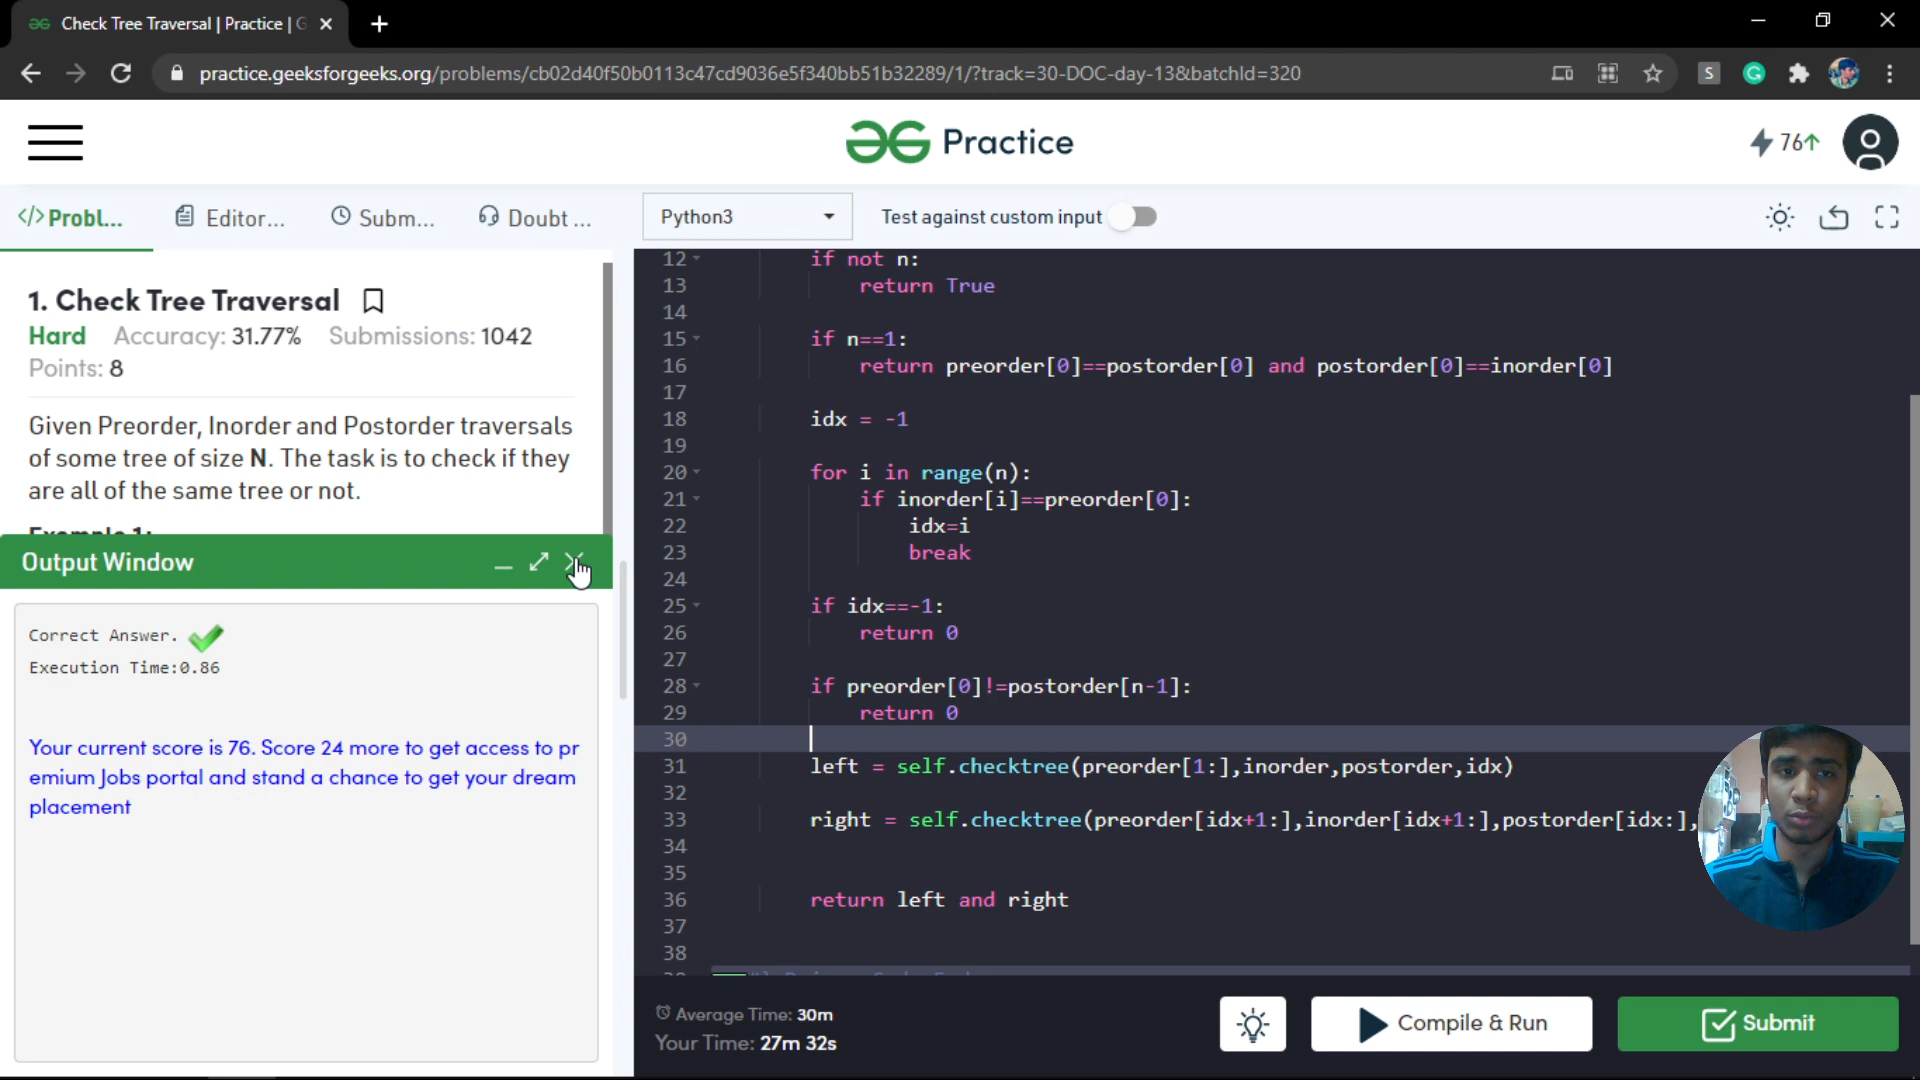 Check Tree Traversal | Practice | G
practice.geeksforgeeks.org/problems/cb02d40f50b0113c47cd9036e5f340bb51b32289/1/?track=30-DOC-day-13&batchId=320
S
G
Practice
76↑
</> Probl...
Editor...
Subm...
Doubt ...
Python3
Test against custom input
1. Check Tree Traversal
Hard Accuracy: 31.77% Submissions: 1042
Points: 8
Given Preorder, Inorder and Postorder traversals
of some tree of size N. The task is to check if they
are all of the same tree or not.
Example 1:
Output Window
Correct Answer.
Execution Time:0.86
Your current score is 76. Score 24 more to get access to pr
emium Jobs portal and stand a chance to get your dream
placement
12 if not n:
13 return True
14
15 if n==1:
16 return preorder[0]==postorder[0] and postorder[0]==inorder[0]
17
18 idx = -1
19
20 for i in range(n):
21 if inorder[i]==preorder[0]:
22 idx=i
23 break
24
25 if idx==-1:
26 return 0
27
28 if preorder[0]!=postorder[n-1]:
29 return 0
30
31 left = self.checktree(preorder[1:],inorder,postorder,idx)
32
33 right = self.checktree(preorder[idx+1:],inorder[idx+1:],postorder[idx:],
34
35
36 return left and right
37
38
Average Time: 30m
Your Time: 27m 32s
Compile & Run
Submit